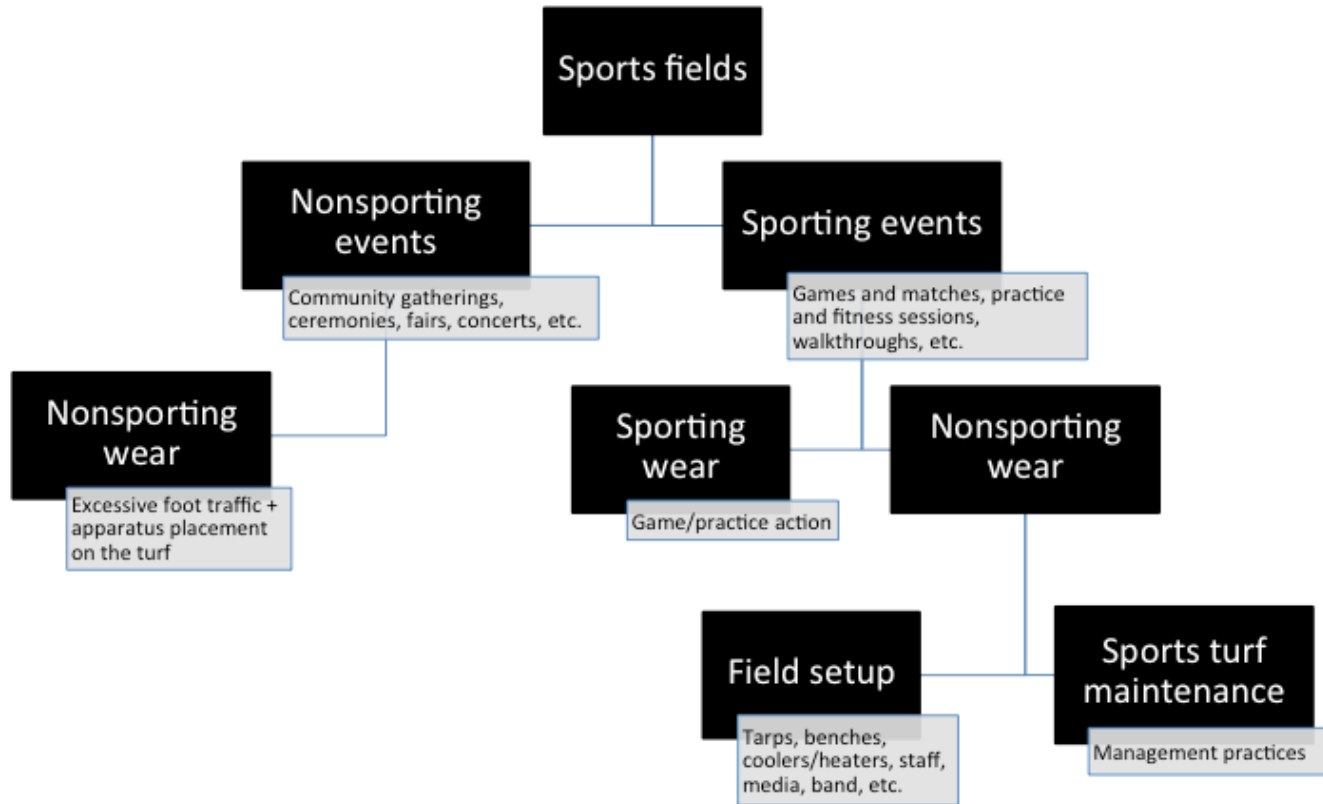 Sports fields
Nonsporting
events
Community gatherings,
ceremonies, fairs, concerts, etc.
Sporting events
Games and matches, practice
and fitness sessions,
walkthroughs, etc.
Nonsporting
wear
Excessive foot traffic +
apparatus placement
on the turf
Sporting
wear
Game/practice action
Nonsporting
wear
Field setup
Tarps, benches,
coolers/heaters, staff,
media, band, etc.
Sports turf
maintenance
Management practices